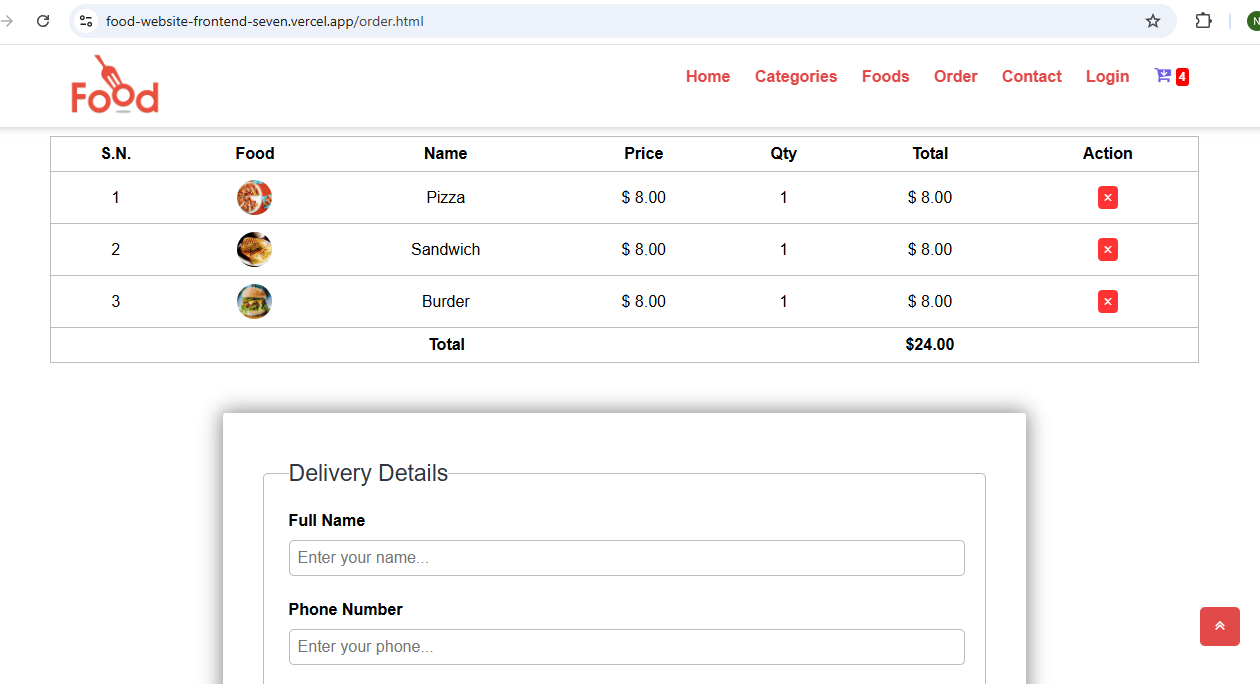 food-website-frontend-seven.vercel.app/order.html
N
Food
Home Categories Foods Order Contact Login 4
S.N. Food Name Price Qty Total Action
1 Pizza $ 8.00 1 $ 8.00 ×
2 Sandwich $ 8.00 1 $ 8.00 ×
3 Burder $ 8.00 1 $ 8.00 ×
Total $24.00
Delivery Details
Full Name
Enter your name...
Phone Number
Enter your phone...